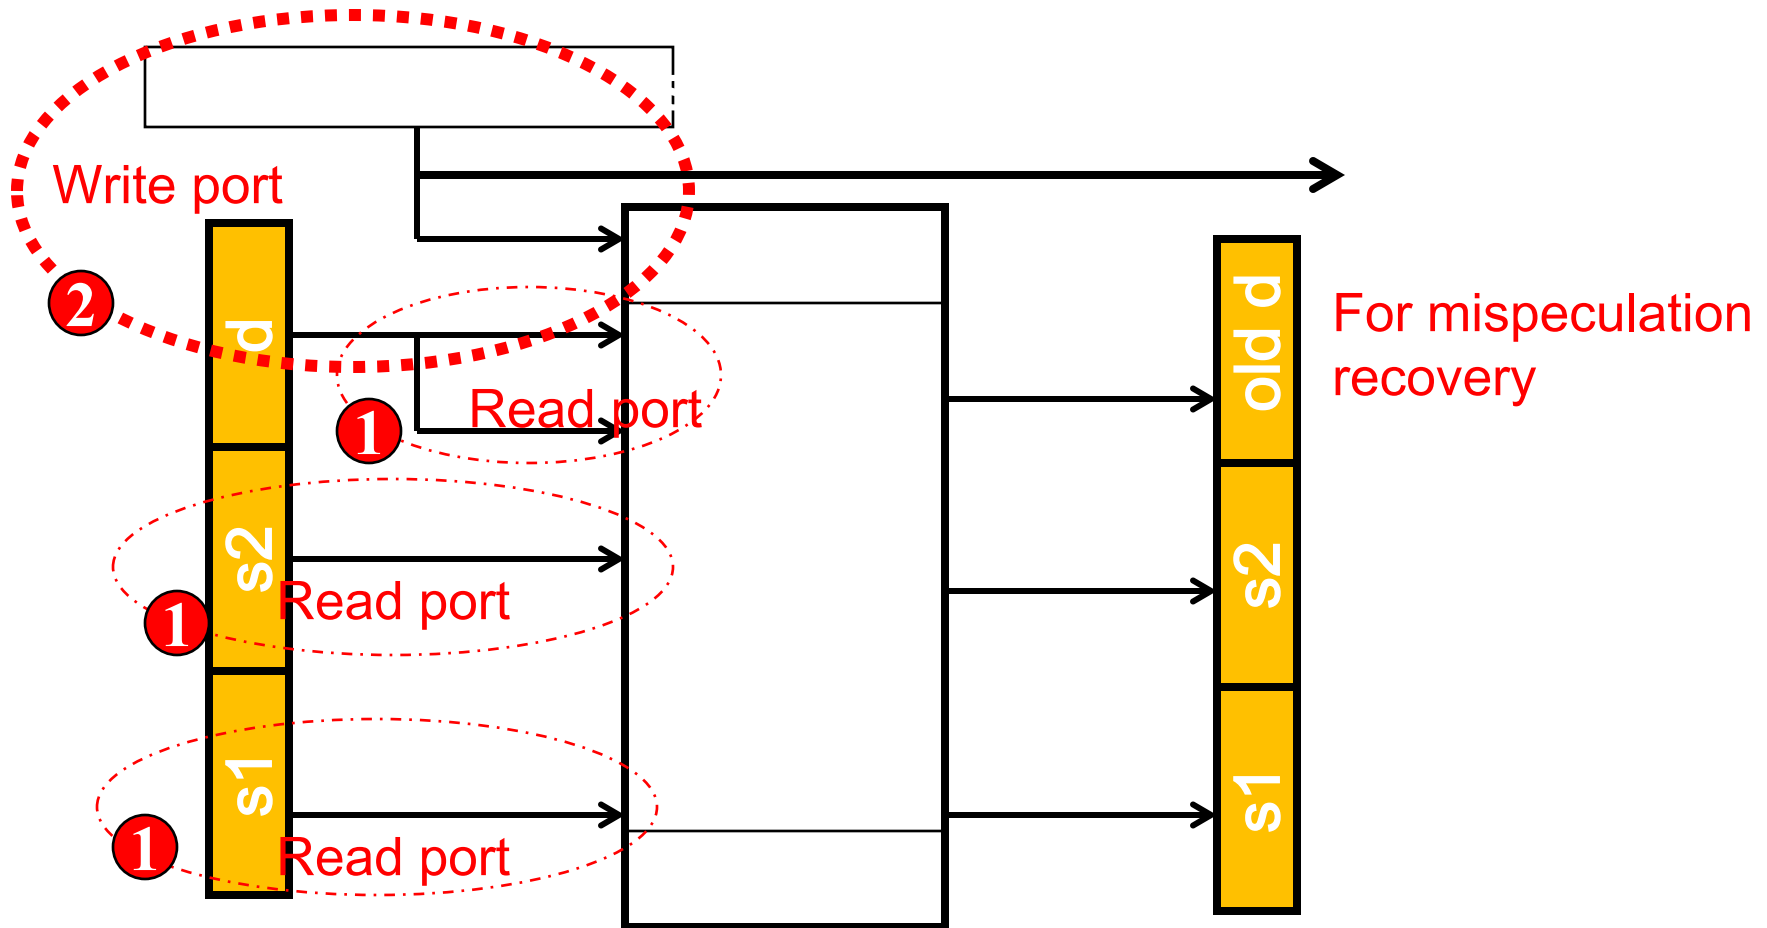 Write port
2
d
old d
For mispeculation
recovery
Read port
1
s2
s2
Read port
1
s1
s1
Read port
1